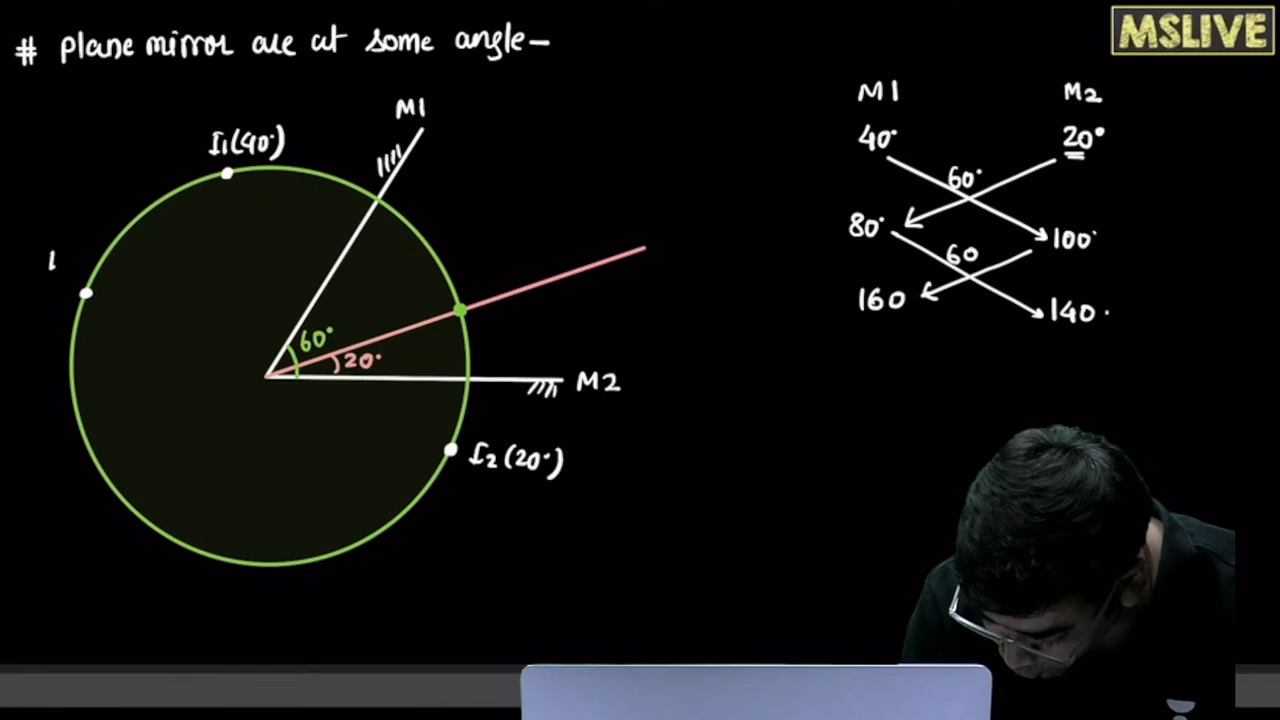 # plane mirror are at some angle-
MSLIVE
M1
I₁(40°)
60°
20°
M2
I₂(20°)
M1 M2
40° 20°
60°
80° 100°
60
160 140°